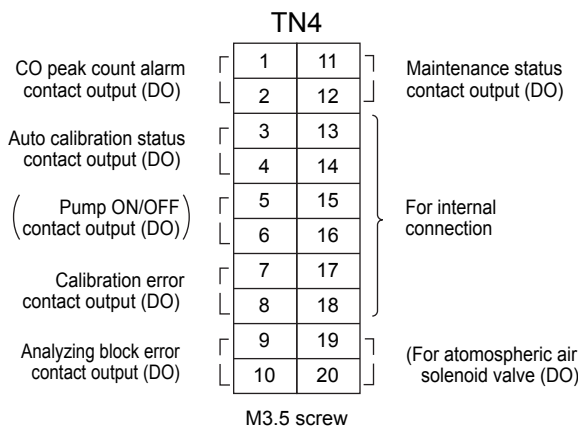 TN4
CO peak count alarm
contact output (DO)
Auto calibration status
contact output (DO)
Pump ON/OFF
contact output (DO)
Calibration error
contact output (DO)
Analyzing block error
contact output (DO)
1 11
2 12
3 13
4 14
5 15
6 16
7 17
8 18
9 19
10 20
Maintenance status
contact output (DO)
For internal
connection
(For atomospheric air
solenoid valve (DO)
M3.5 screw